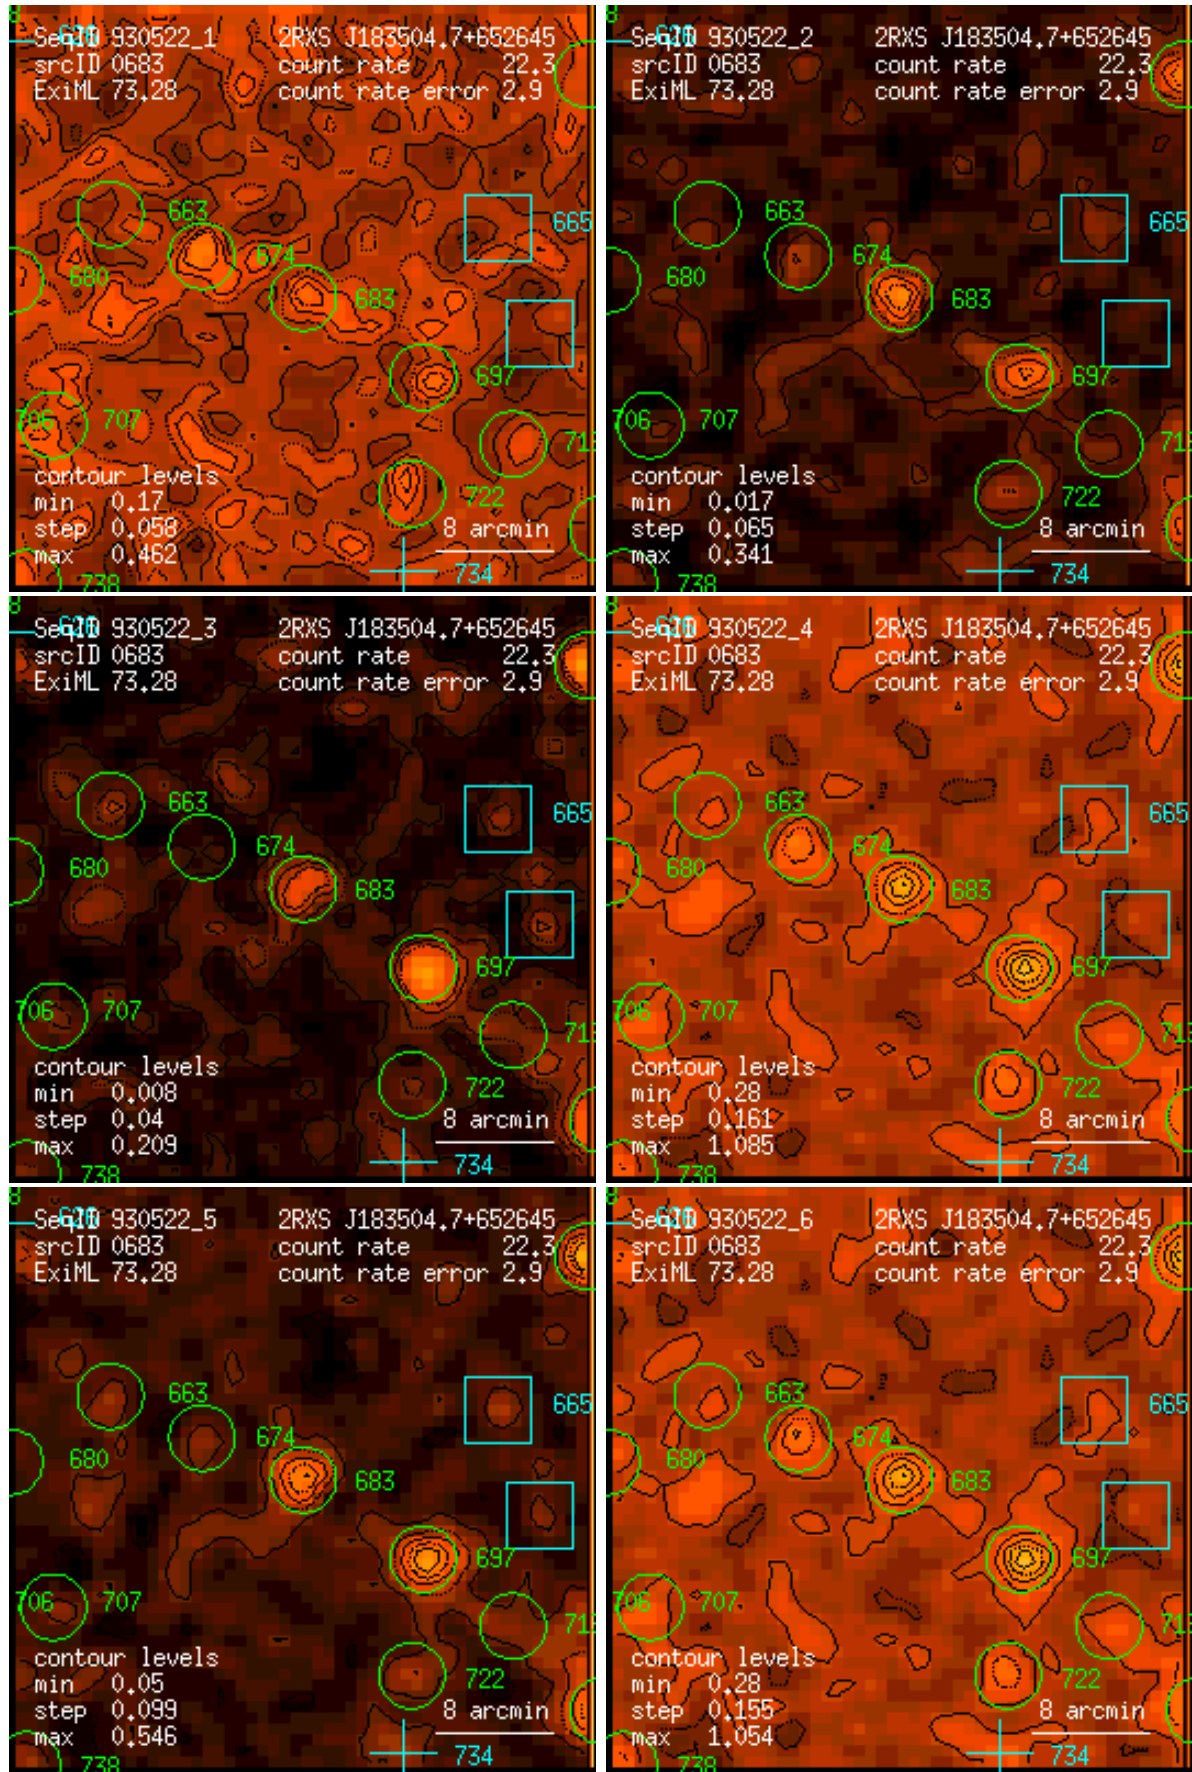 8
SeqID 930522_1 2RXS J183504.7+652645
srcID 0683 count rate 22.3
ExiML 73.28 count rate error 2.9
663
665
674
680
683
697
706 707
contour levels
min 0.17
722
step 0.058 8 arcmin
max 0.462
734
738
8
SeqID 930522_2 2RXS J183504.7+652645
srcID 0683 count rate 22.3
ExiML 73.28 count rate error 2.9
663
665
674
680
683
697
706 707
contour levels
min 0.017
722
step 0.065 8 arcmin
max 0.341
734
738
8
SeqID 930522_3 2RXS J183504.7+652645
srcID 0683 count rate 22.3
ExiML 73.28 count rate error 2.9
663
665
674
680
683
697
706 707
contour levels
min 0.008
722
step 0.04 8 arcmin
max 0.209
734
738
8
SeqID 930522_4 2RXS J183504.7+652645
srcID 0683 count rate 22.3
ExiML 73.28 count rate error 2.9
663
665
674
680
683
697
706 707
contour levels
min 0.28
722
step 0.161 8 arcmin
max 1.085
734
738
8
SeqID 930522_5 2RXS J183504.7+652645
srcID 0683 count rate 22.3
ExiML 73.28 count rate error 2.9
663
665
674
680
683
697
706 707
contour levels
min 0.05
722
step 0.099 8 arcmin
max 0.546
734
738
8
SeqID 930522_6 2RXS J183504.7+652645
srcID 0683 count rate 22.3
ExiML 73.28 count rate error 2.9
663
665
674
680
683
697
706 707
contour levels
min 0.28
722
step 0.155 8 arcmin
max 1.054
734
738